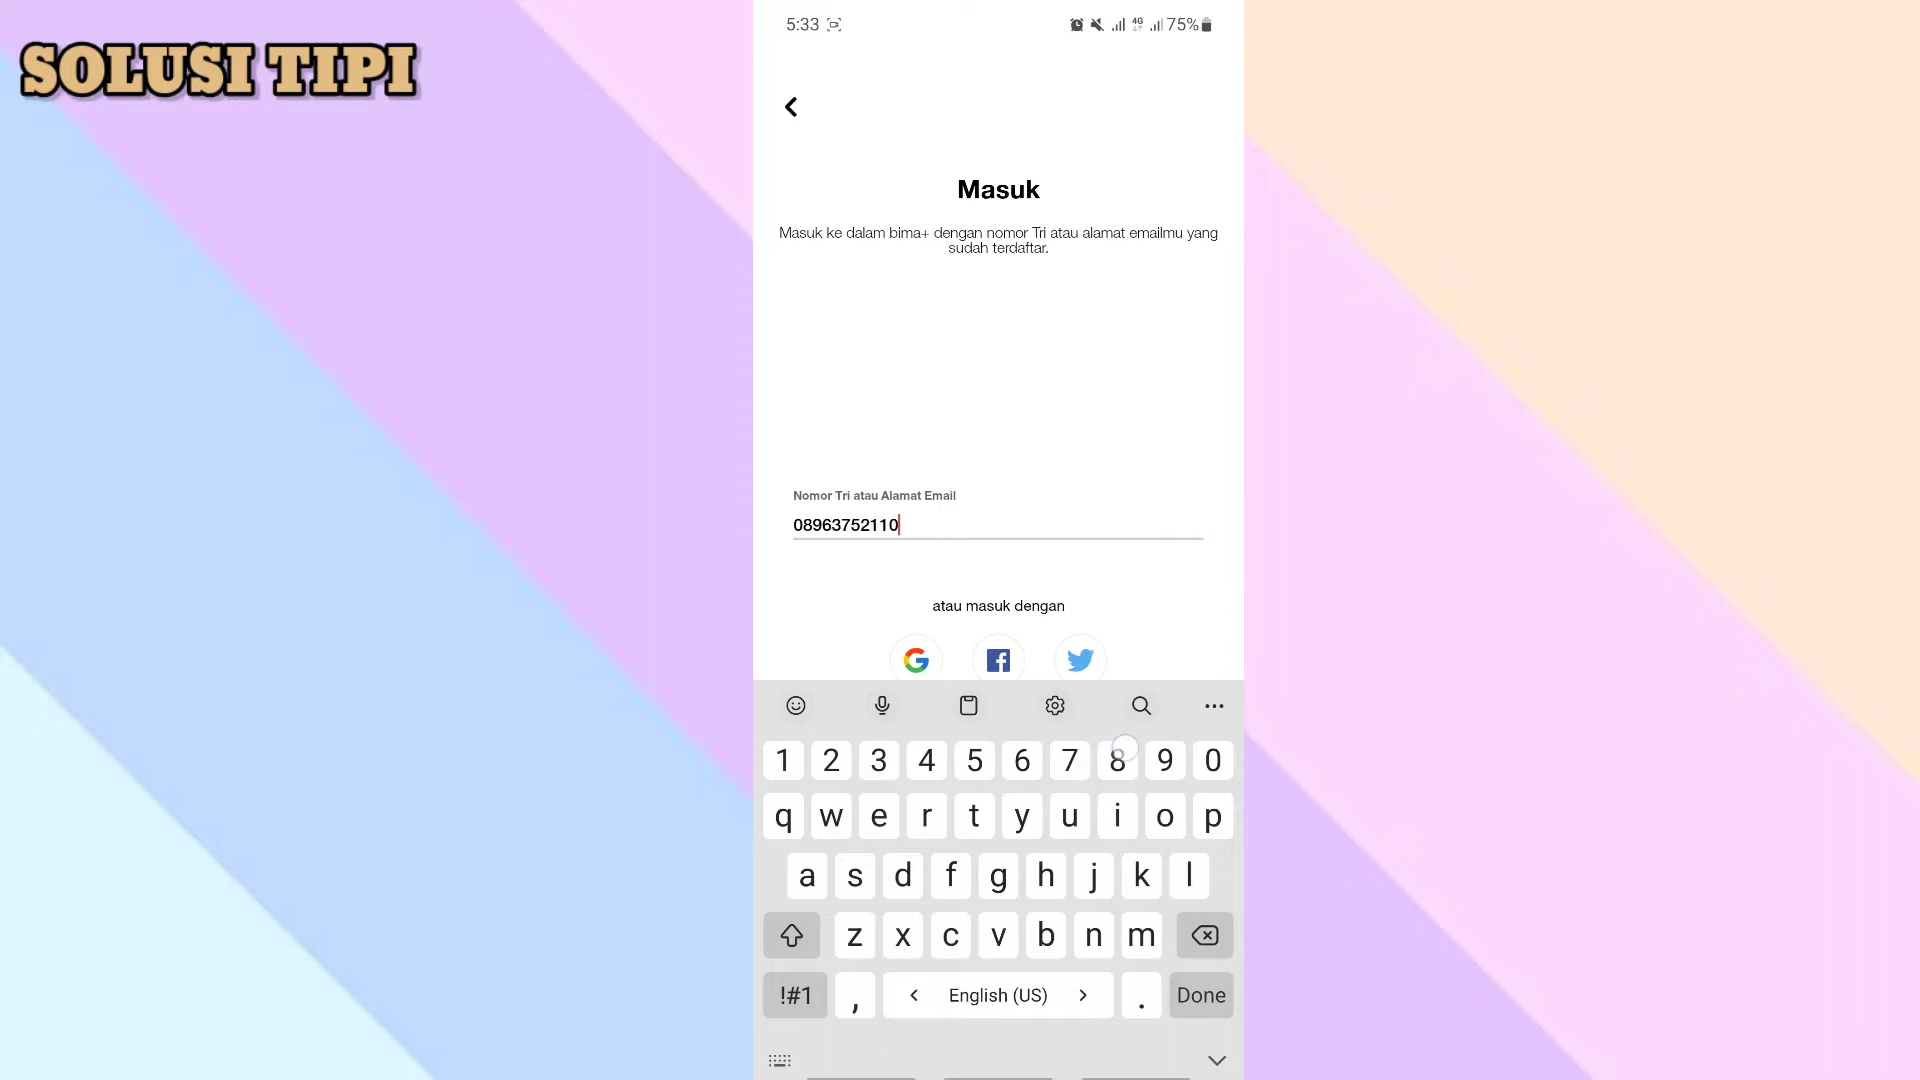 SOLUSI TIPI
5:33
4G
75%
Masuk
Masuk ke dalam bima+ dengan nomor Tri atau alamat emailmu yang
sudah terdaftar.
Nomor Tri atau Alamat Email
08963752110
atau masuk dengan
1 2 3 4 5 6 7 8 9 0
q w e r t y u i o p
a s d f g h j k l
z x c v b n m
!#1 , < English (US) > . Done